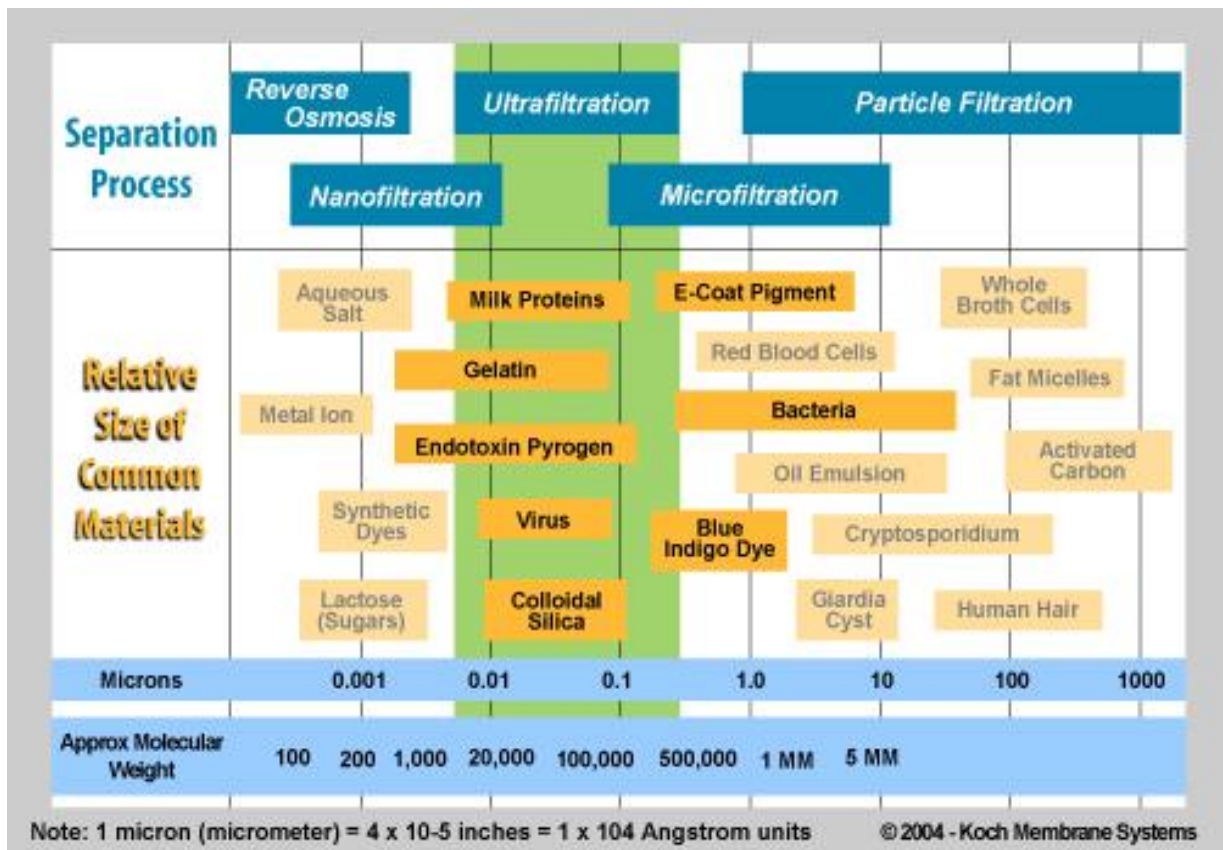 Reverse
Osmosis
Ultrafiltration
Particle Filtration
Separation
Process
Nanofiltration
Microfiltration
Aqueous
Salt
Milk Proteins
E-Coat Pigment
Whole
Broth Cells
Red Blood Cells
Gelatin
Fat Micelles
Relative
Size of
Common
Materials
Metal Ion
Bacteria
Endotoxin Pyrogen
Oil Emulsion
Activated
Carbon
Synthetic
Dyes
Virus
Blue
Indigo Dye
Cryptosporidium
Lactose
(Sugars)
Colloidal
Silica
Giardia
Cyst
Human Hair
Microns 0.001 0.01 0.1 1.0 10 100 1000
Approx Molecular
Weight
100 200 1,000 20,000 100,000 500,000 1 MM 5 MM
Note: 1 micron (micrometer) = 4 x 10-5 inches = 1 x 104 Angstrom units © 2004 - Koch Membrane Systems